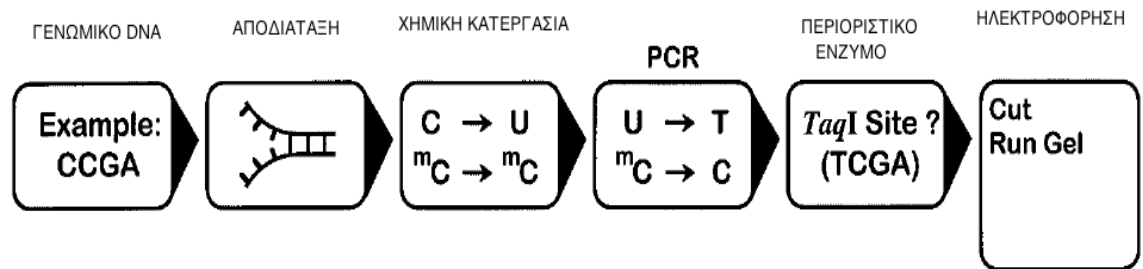 ΓΕΝΩΜΙΚΟ DNA
ΑΠΟΔΙΑΤΑΞΗ
ΧΗΜΙΚΗ ΚΑΤΕΡΓΑΣΙΑ
PCR
ΠΕΡΙΟΡΙΣΤΙΚΟ
ΕΝΖΥΜΟ
ΗΛΕΚΤΡΟΦΟΡΗΣΗ
Example:
CCGA
C → U
mC → mC
U → T
mC → C
TaqI Site ?
(TCGA)
Cut
Run Gel